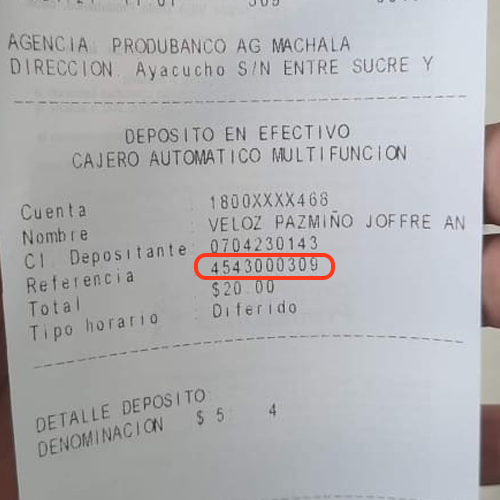 AGENCIA: PRODUBANCO AG MACHALA
DIRECCION: Ayacucho S/N ENTRE SUCRE Y
DEPOSITO EN EFECTIVO
CAJERO AUTOMATICO MULTIFUNCION
Cuenta : 1800XXXX468
Nombre : VELOZ PAZMIÑO JOFFRE AN
CI. Depositante: 0704230143
Referencia : 4543000309
Total : $20.00
Tipo horario : Diferido
DETALLE DEPOSITO:
DENOMINACION $ 5 4